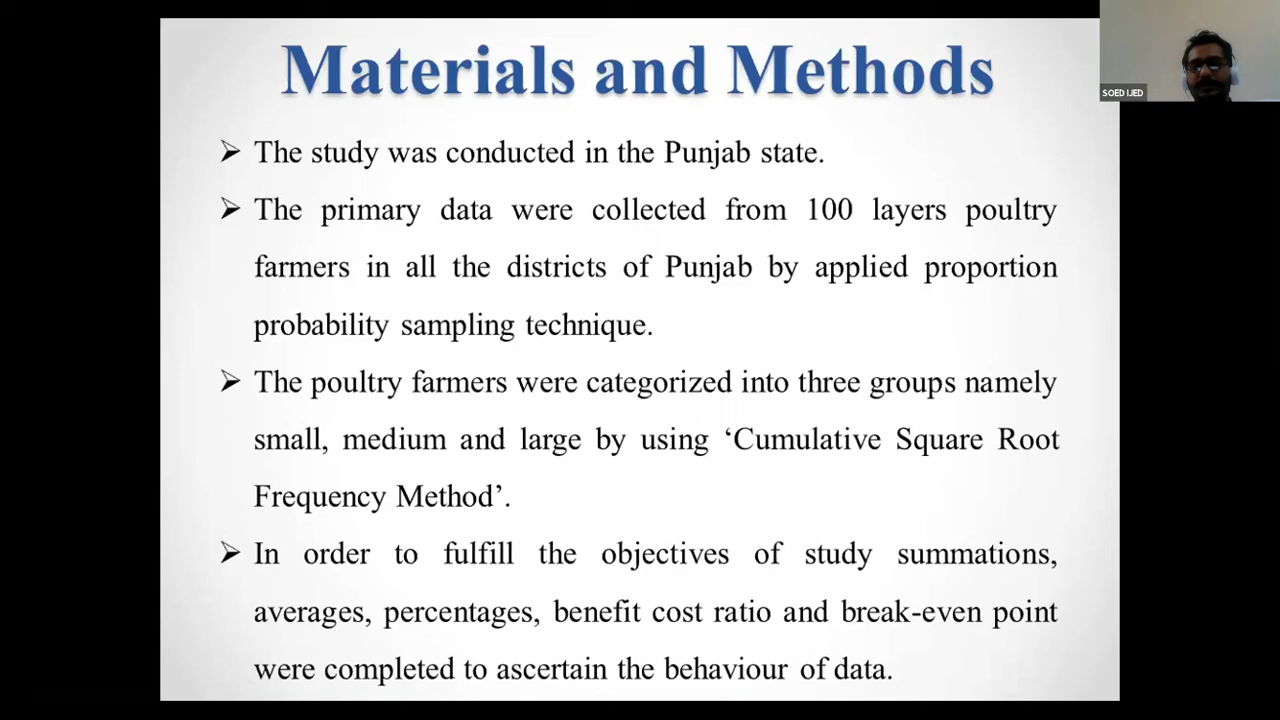 Materials and Methods
SOED IJED
➢ The study was conducted in the Punjab state.
➢ The primary data were collected from 100 layers poultry
farmers in all the districts of Punjab by applied proportion
probability sampling technique.
➢ The poultry farmers were categorized into three groups namely
small, medium and large by using ‘Cumulative Square Root
Frequency Method’.
➢ In order to fulfill the objectives of study summations,
averages, percentages, benefit cost ratio and break-even point
were completed to ascertain the behaviour of data.